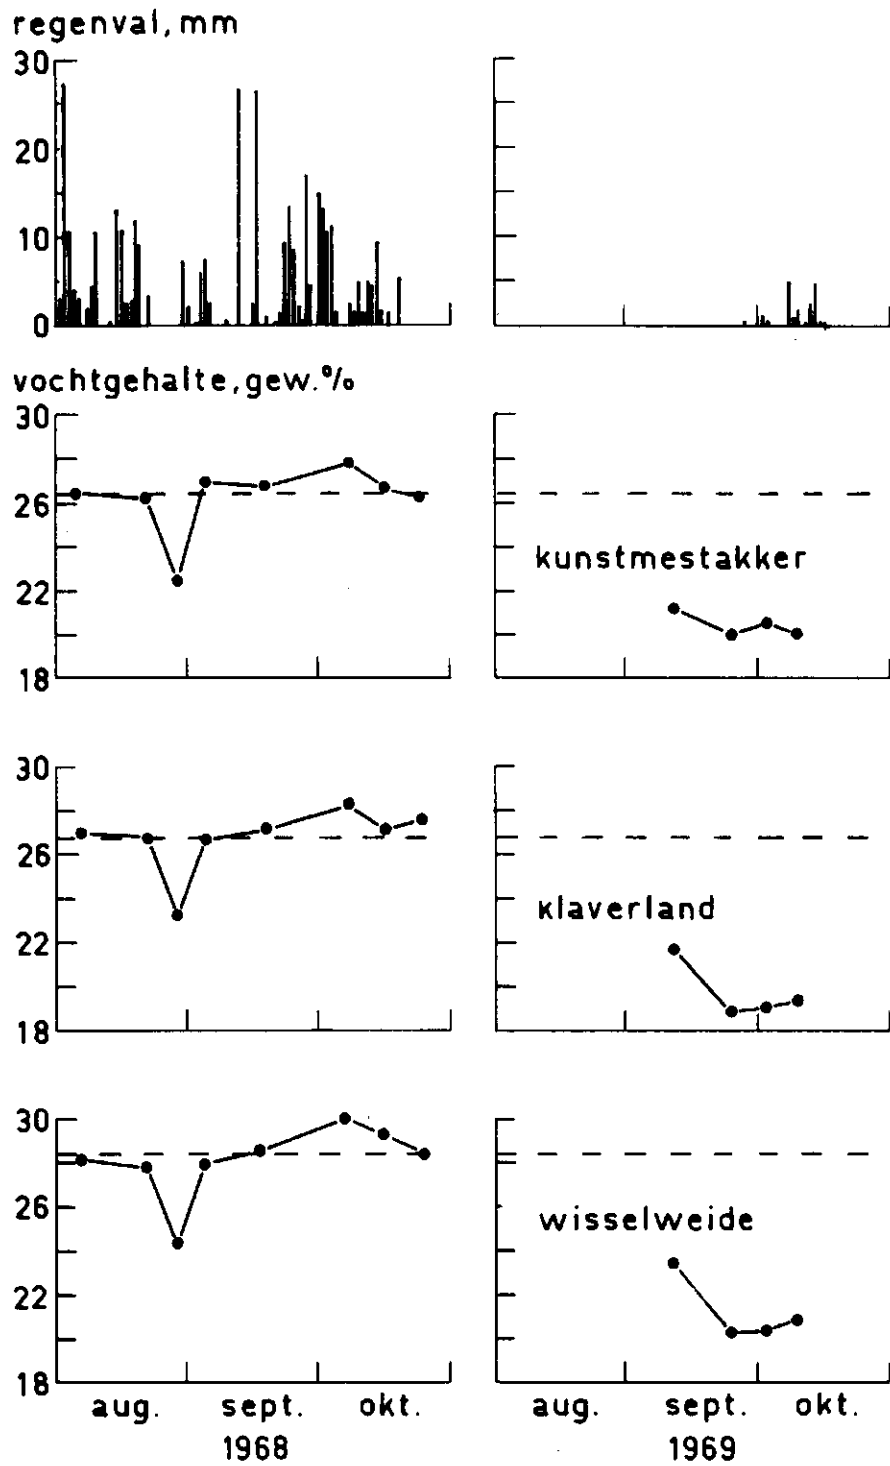 regenval, mm
30
20
10
0
vochtgehalte, gew. %
30
26
22
18
kunstmestakker
30
26
22
18
klaverland
30
26
22
18
wisselweide
aug. sept. okt. aug. sept. okt.
1968 1969